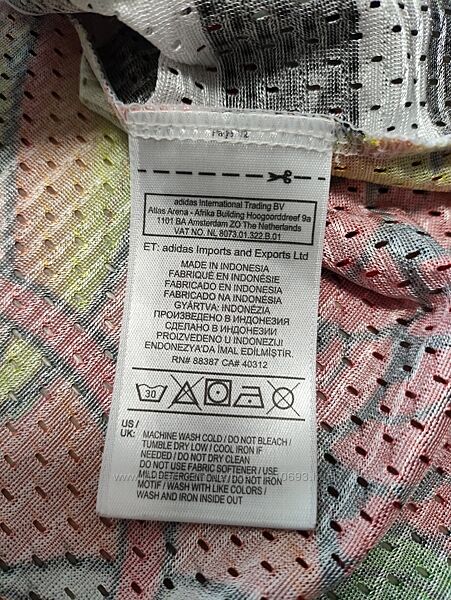 adidas International Trading BV
Atlas Arena - Afrika Building Hoogoorddreef 9a
1101 BA Amsterdam ZO The Netherlands
VAT NO. NL 8073.01.322.B.01
ET: adidas Imports and Exports Ltd
MADE IN INDONESIA
FABRIQUÉ EN INDONÉSIE
FABRICADO EN INDONESIA
FABRICADO NA INDONÉSIA
GYÁRTVA: INDONÉZIA
ПРОИЗВЕДЕНО В ИНДОНЕЗИИ
СДЕЛАНО В ИНДОНЕЗИИ
PROIZVEDENO U INDONEZIJI
ENDONEZYA'DA İMAL EDİLMİŞTİR.
RN# 88387 CA# 40312
30
US /
UK: MACHINE WASH COLD / DO NOT BLEACH /
TUMBLE DRY LOW / COOL IRON IF
NEEDED / DO NOT DRY CLEAN
DO NOT USE FABRIC SOFTENER / USE
MILD DETERGENT ONLY / DO NOT IRON
MOTIF / WASH WITH LIKE COLORS /
WASH AND IRON INSIDE OUT